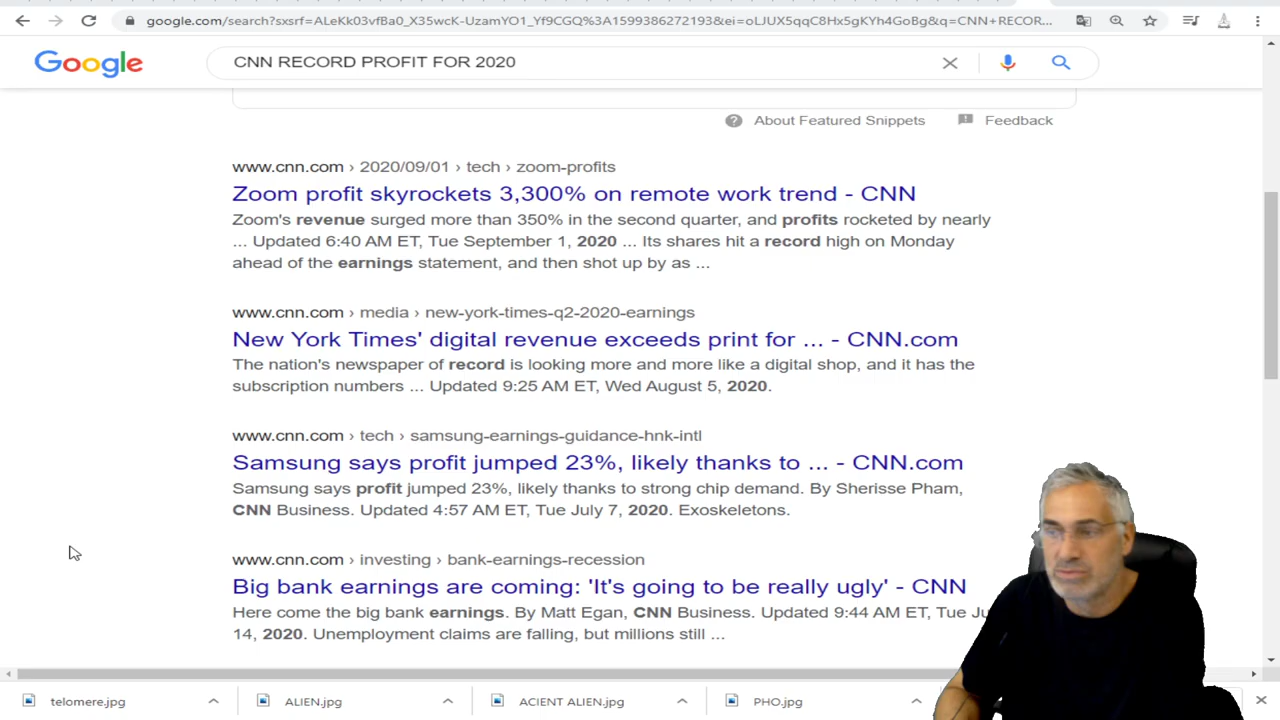 google.com/search?sxsrf=ALeKk03vfBa0_X35wcK-UzamYO1_Yf9CGQ%3A1599386272193&ei=oLJUX5qqC8Hx5gKYh4GoBg&q=CNN+RECOR...
Google
CNN RECORD PROFIT FOR 2020
About Featured Snippets
Feedback
www.cnn.com › 2020/09/01 › tech › zoom-profits
Zoom profit skyrockets 3,300% on remote work trend - CNN
Zoom's revenue surged more than 350% in the second quarter, and profits rocketed by nearly
... Updated 6:40 AM ET, Tue September 1, 2020 ... Its shares hit a record high on Monday
ahead of the earnings statement, and then shot up by as ...
www.cnn.com › media › new-york-times-q2-2020-earnings
New York Times' digital revenue exceeds print for ... - CNN.com
The nation's newspaper of record is looking more and more like a digital shop, and it has the
subscription numbers ... Updated 9:25 AM ET, Wed August 5, 2020.
www.cnn.com › tech › samsung-earnings-guidance-hnk-intl
Samsung says profit jumped 23%, likely thanks to ... - CNN.com
Samsung says profit jumped 23%, likely thanks to strong chip demand. By Sherisse Pham,
CNN Business. Updated 4:57 AM ET, Tue July 7, 2020. Exoskeletons.
www.cnn.com › investing › bank-earnings-recession
Big bank earnings are coming: 'It's going to be really ugly' - CNN
Here come the big bank earnings. By Matt Egan, CNN Business. Updated 9:44 AM ET, Tue Ju
14, 2020. Unemployment claims are falling, but millions still ...
telomere.jpg
ALIEN.jpg
ACIENT ALIEN.jpg
PHO.jpg